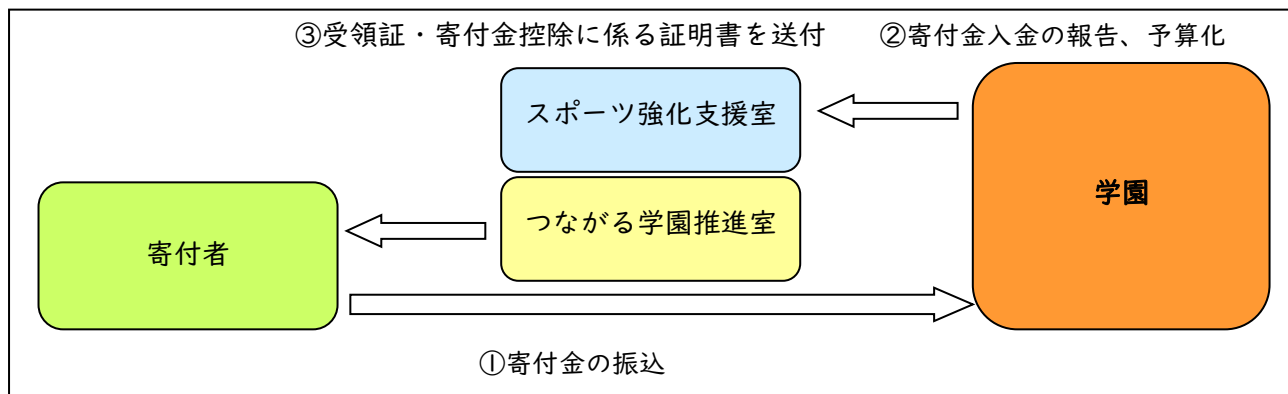 ③受領証・寄付金控除に係る証明書を送付
②寄付金入金の報告、予算化
スポーツ強化支援室
学園
つながる学園推進室
寄付者
①寄付金の振込